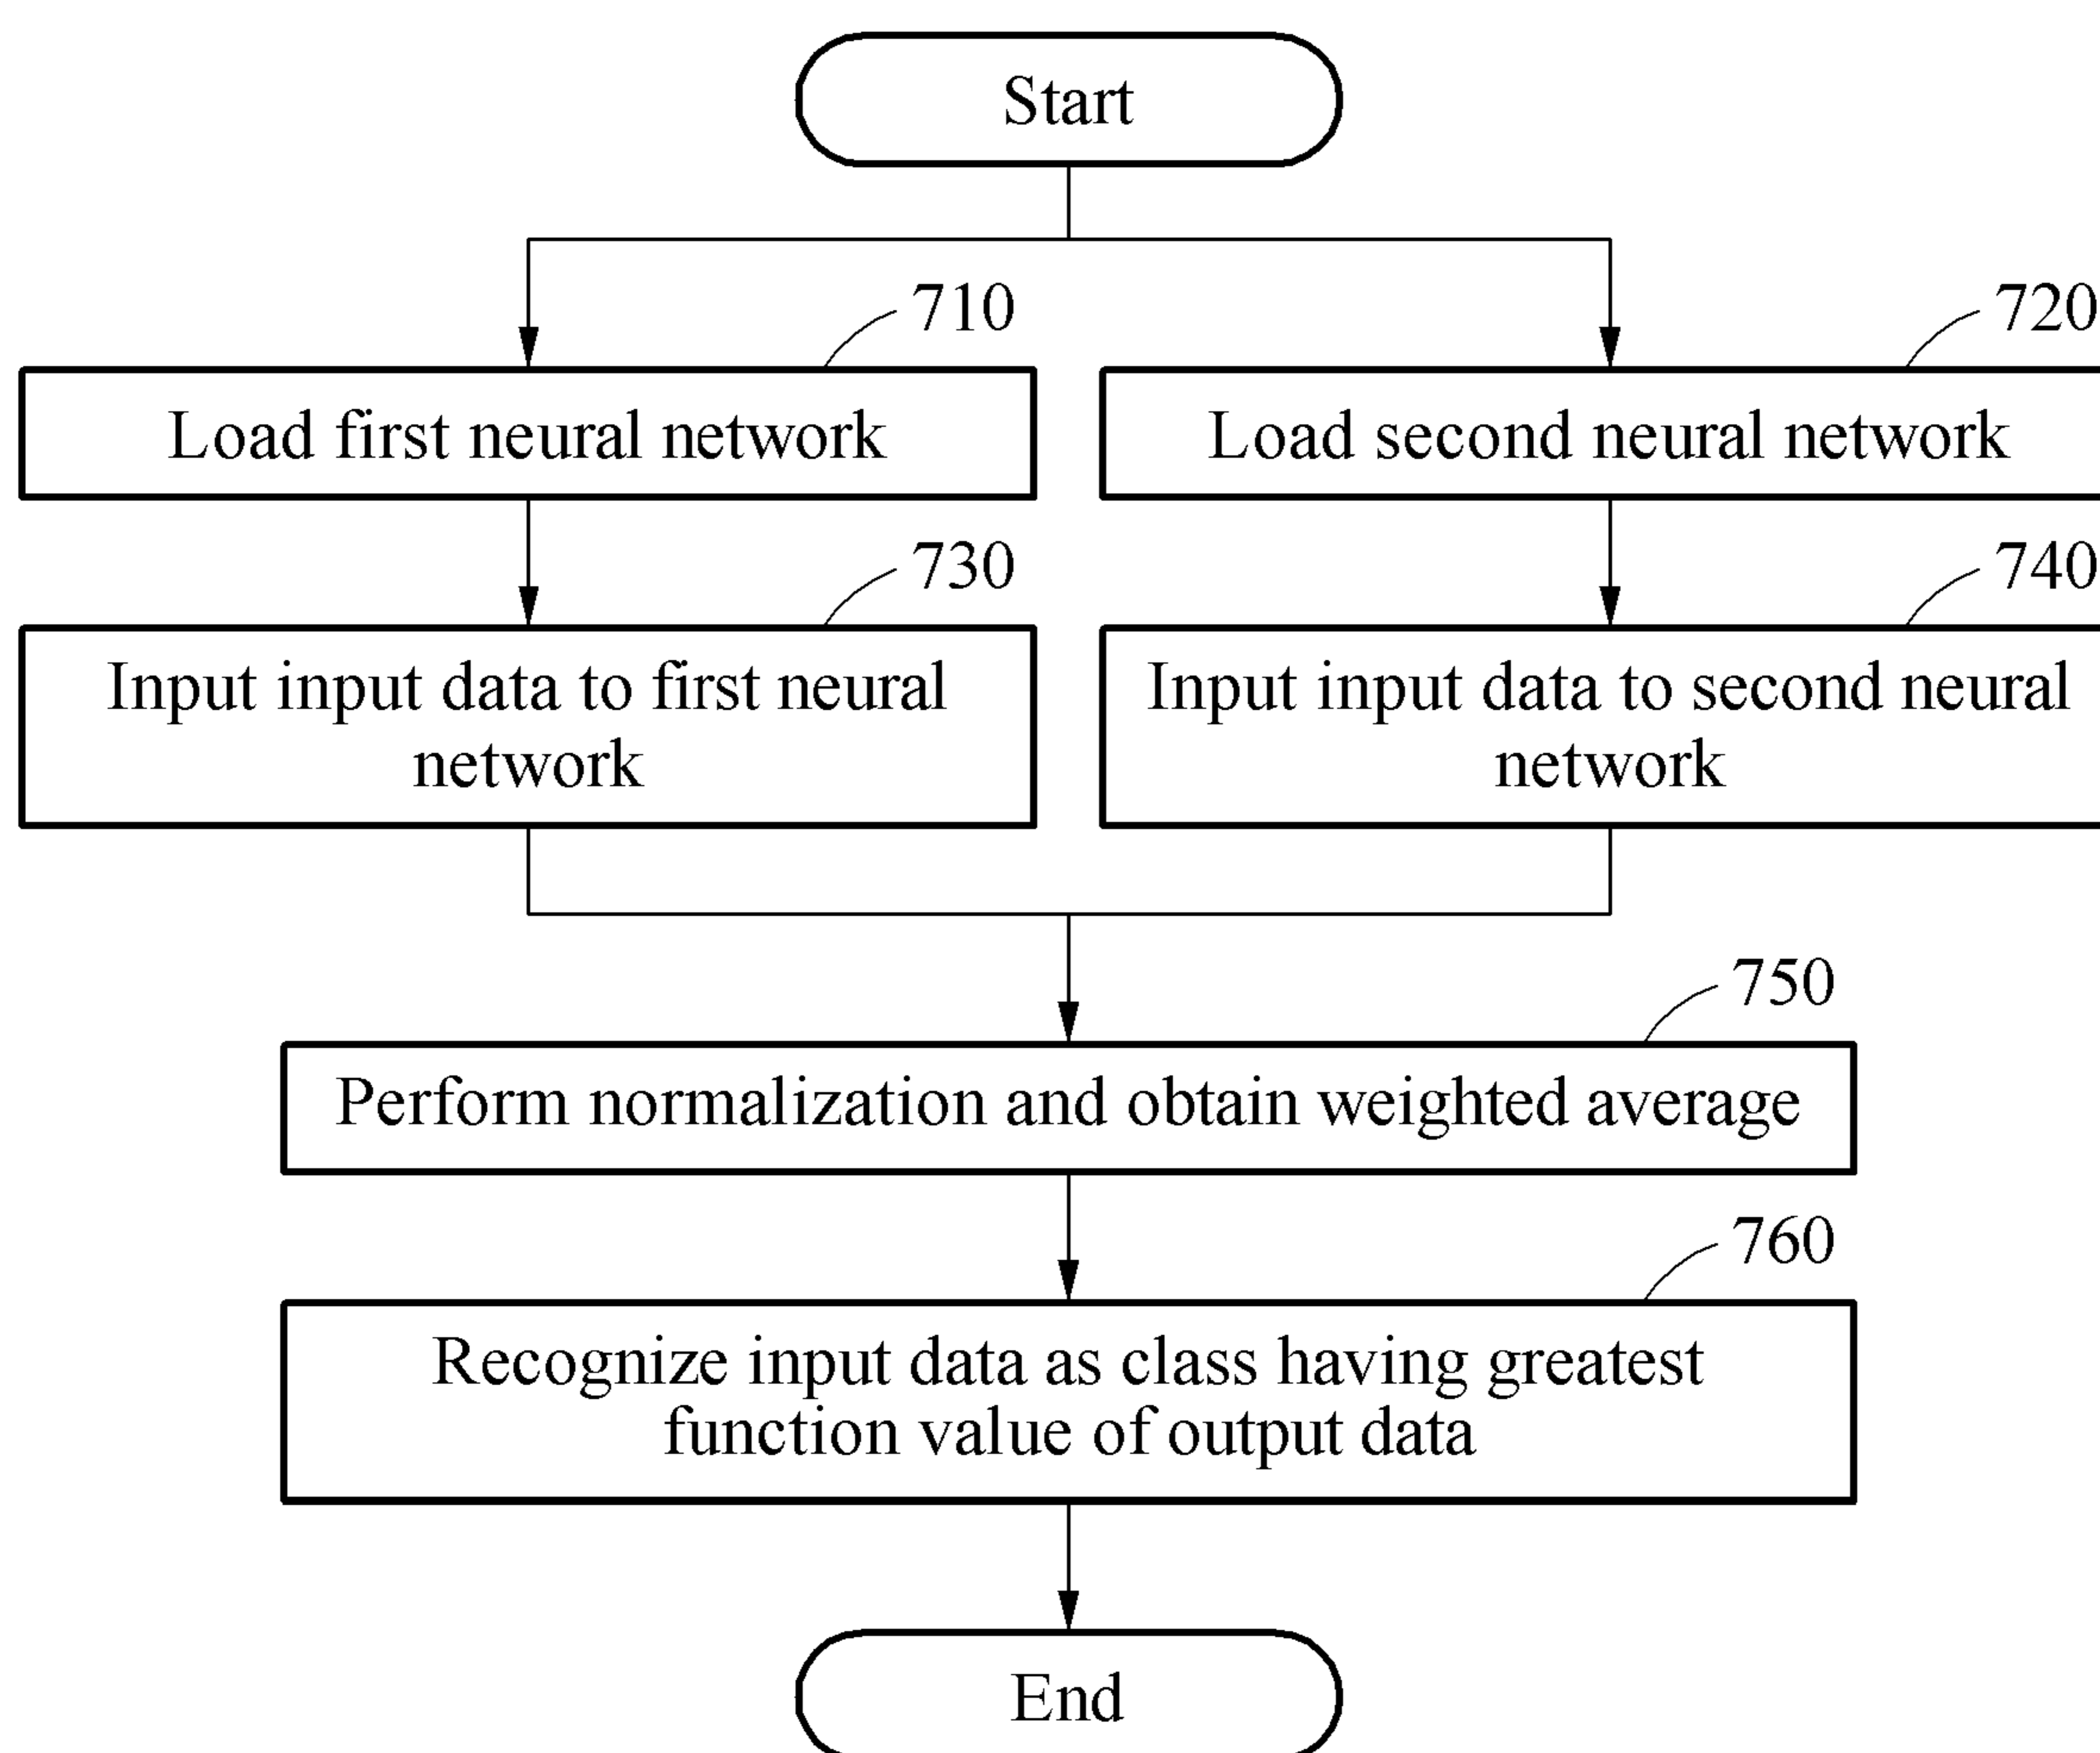 Start
710
720
Load first neural network
Load second neural network
730
740
Input input data to first neural
network
Input input data to second neural
network
750
Perform normalization and obtain weighted average
760
Recognize input data as class having greatest
function value of output data
End